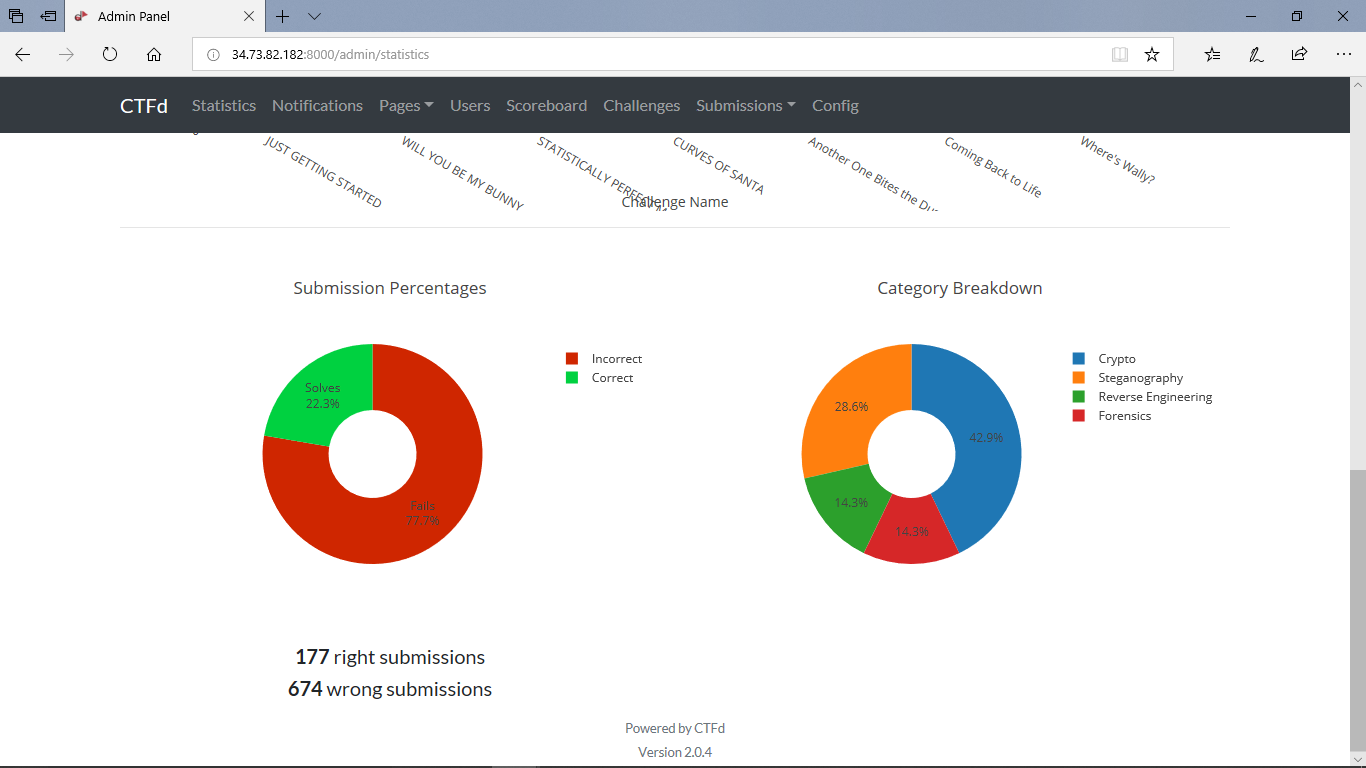 Admin Panel
34.73.82.182:8000/admin/statistics
CTFd Statistics Notifications Pages Users Scoreboard Challenges Submissions Config
JUST GETTING STARTED
WILL YOU BE MY BUNNY
STATISTICALLY
CURVES OF SANTA
Another One Bites the
Coming Back to Life
Where's Wally?
Challenge Name
Submission Percentages
Incorrect
Correct
Solves
22.3%
Fails
77.7%
Category Breakdown
Crypto
Steganography
Reverse Engineering
Forensics
28.6%
42.9%
14.3%
14.3%
177 right submissions
674 wrong submissions
Powered by CTFd
Version 2.0.4